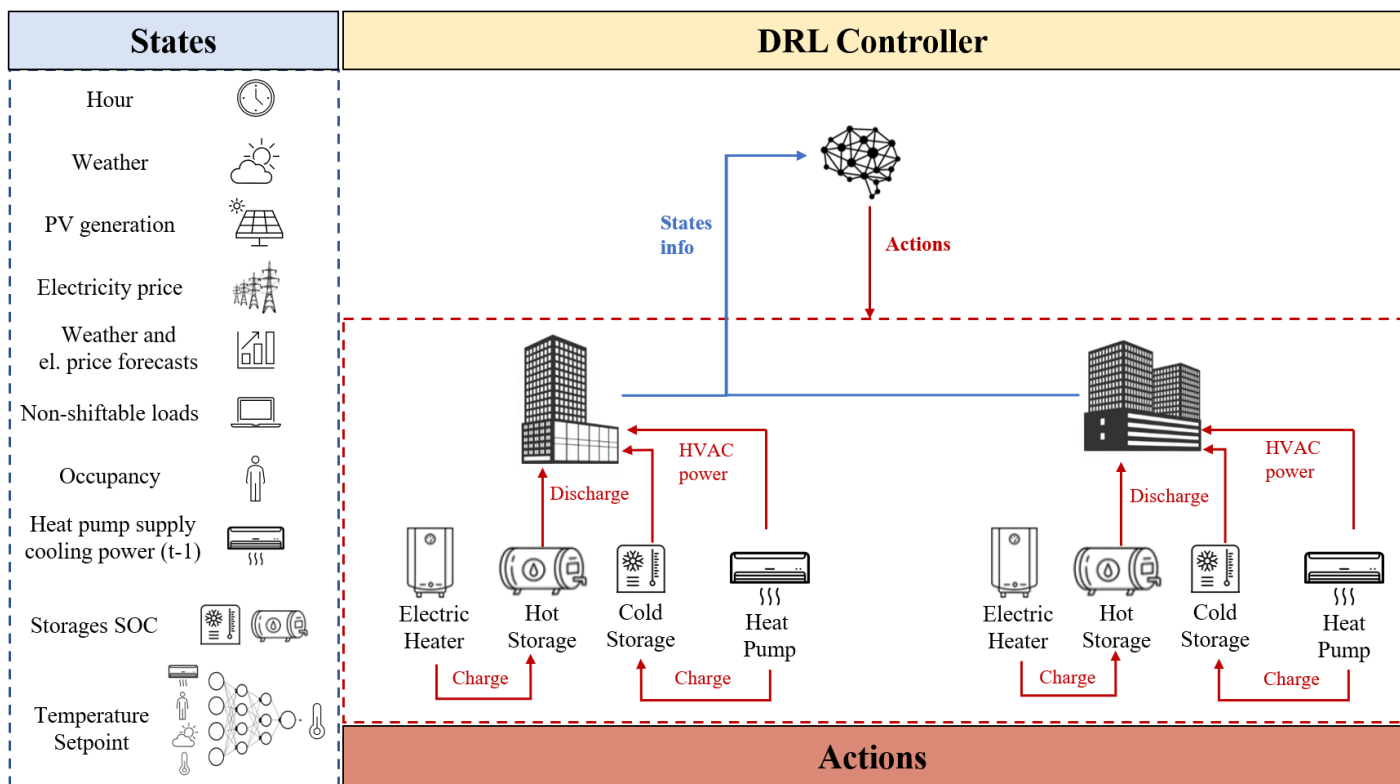 States
DRL Controller
Hour
Weather
PV generation
Electricity price
Weather and
el. price forecasts
Non-shiftable loads
Occupancy
Heat pump supply
cooling power (t-1)
Storages SOC
Temperature
Setpoint
States
info
Actions
HVAC
power
Discharge
Electric
Heater
Hot
Storage
Cold
Storage
Heat
Pump
Charge
Charge
HVAC
power
Discharge
Electric
Heater
Hot
Storage
Cold
Storage
Heat
Pump
Charge
Charge
Actions